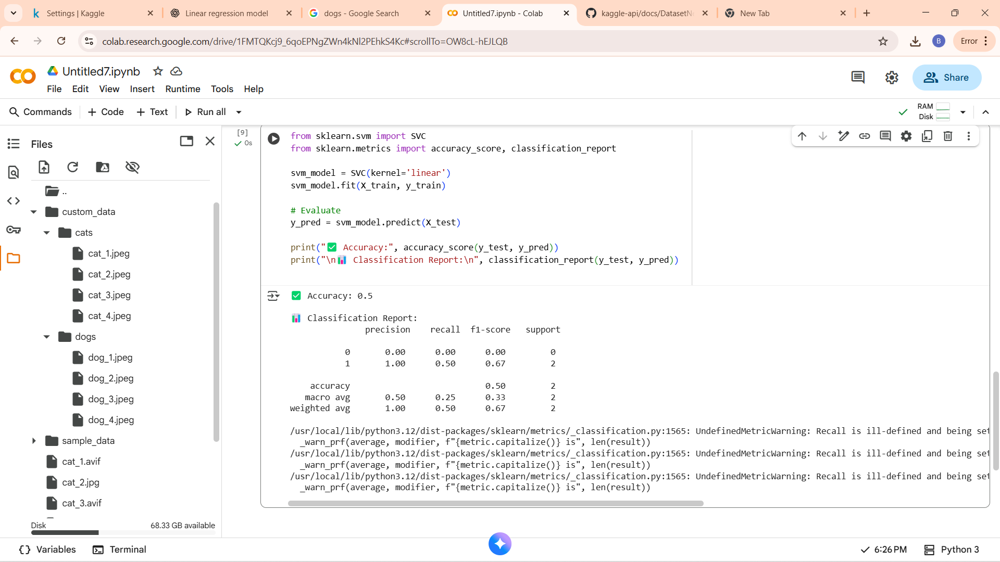 Settings | Kaggle
Linear regression model
dogs - Google Search
Untitled7.ipynb - Colab
kaggle-api/docs/DatasetN
New Tab
colab.research.google.com/drive/1FMTQKcj9_6qoEPNgZWn4kNl2PEhkS4Kc#scrollTo=OW8cL-hEJLQB
B
Error
Untitled7.ipynb
File Edit View Insert Runtime Tools Help
Share
Commands + Code + Text Run all
RAM
Disk
Files
..
custom_data
cats
cat_1.jpeg
cat_2.jpeg
cat_3.jpeg
cat_4.jpeg
dogs
dog_1.jpeg
dog_2.jpeg
dog_3.jpeg
dog_4.jpeg
sample_data
cat_1.avif
cat_2.jpg
cat_3.avif
Disk 68.33 GB available
[9]
0s
from sklearn.svm import SVC
from sklearn.metrics import accuracy_score, classification_report
svm_model = SVC(kernel='linear')
svm_model.fit(X_train, y_train)
# Evaluate
y_pred = svm_model.predict(X_test)
print("✅ Accuracy:", accuracy_score(y_test, y_pred))
print("\n📊 Classification Report:\n", classification_report(y_test, y_pred))
✅ Accuracy: 0.5
📊 Classification Report:
precision recall f1-score support
0 0.00 0.00 0.00 0
1 1.00 0.50 0.67 2
accuracy 0.50 2
macro avg 0.50 0.25 0.33 2
weighted avg 1.00 0.50 0.67 2
/usr/local/lib/python3.12/dist-packages/sklearn/metrics/_classification.py:1565: UndefinedMetricWarning: Recall is ill-defined and being set
_warn_prf(average, modifier, f"{metric.capitalize()} is", len(result))
/usr/local/lib/python3.12/dist-packages/sklearn/metrics/_classification.py:1565: UndefinedMetricWarning: Recall is ill-defined and being set
_warn_prf(average, modifier, f"{metric.capitalize()} is", len(result))
/usr/local/lib/python3.12/dist-packages/sklearn/metrics/_classification.py:1565: UndefinedMetricWarning: Recall is ill-defined and being set
_warn_prf(average, modifier, f"{metric.capitalize()} is", len(result))
Variables Terminal
6:26 PM Python 3